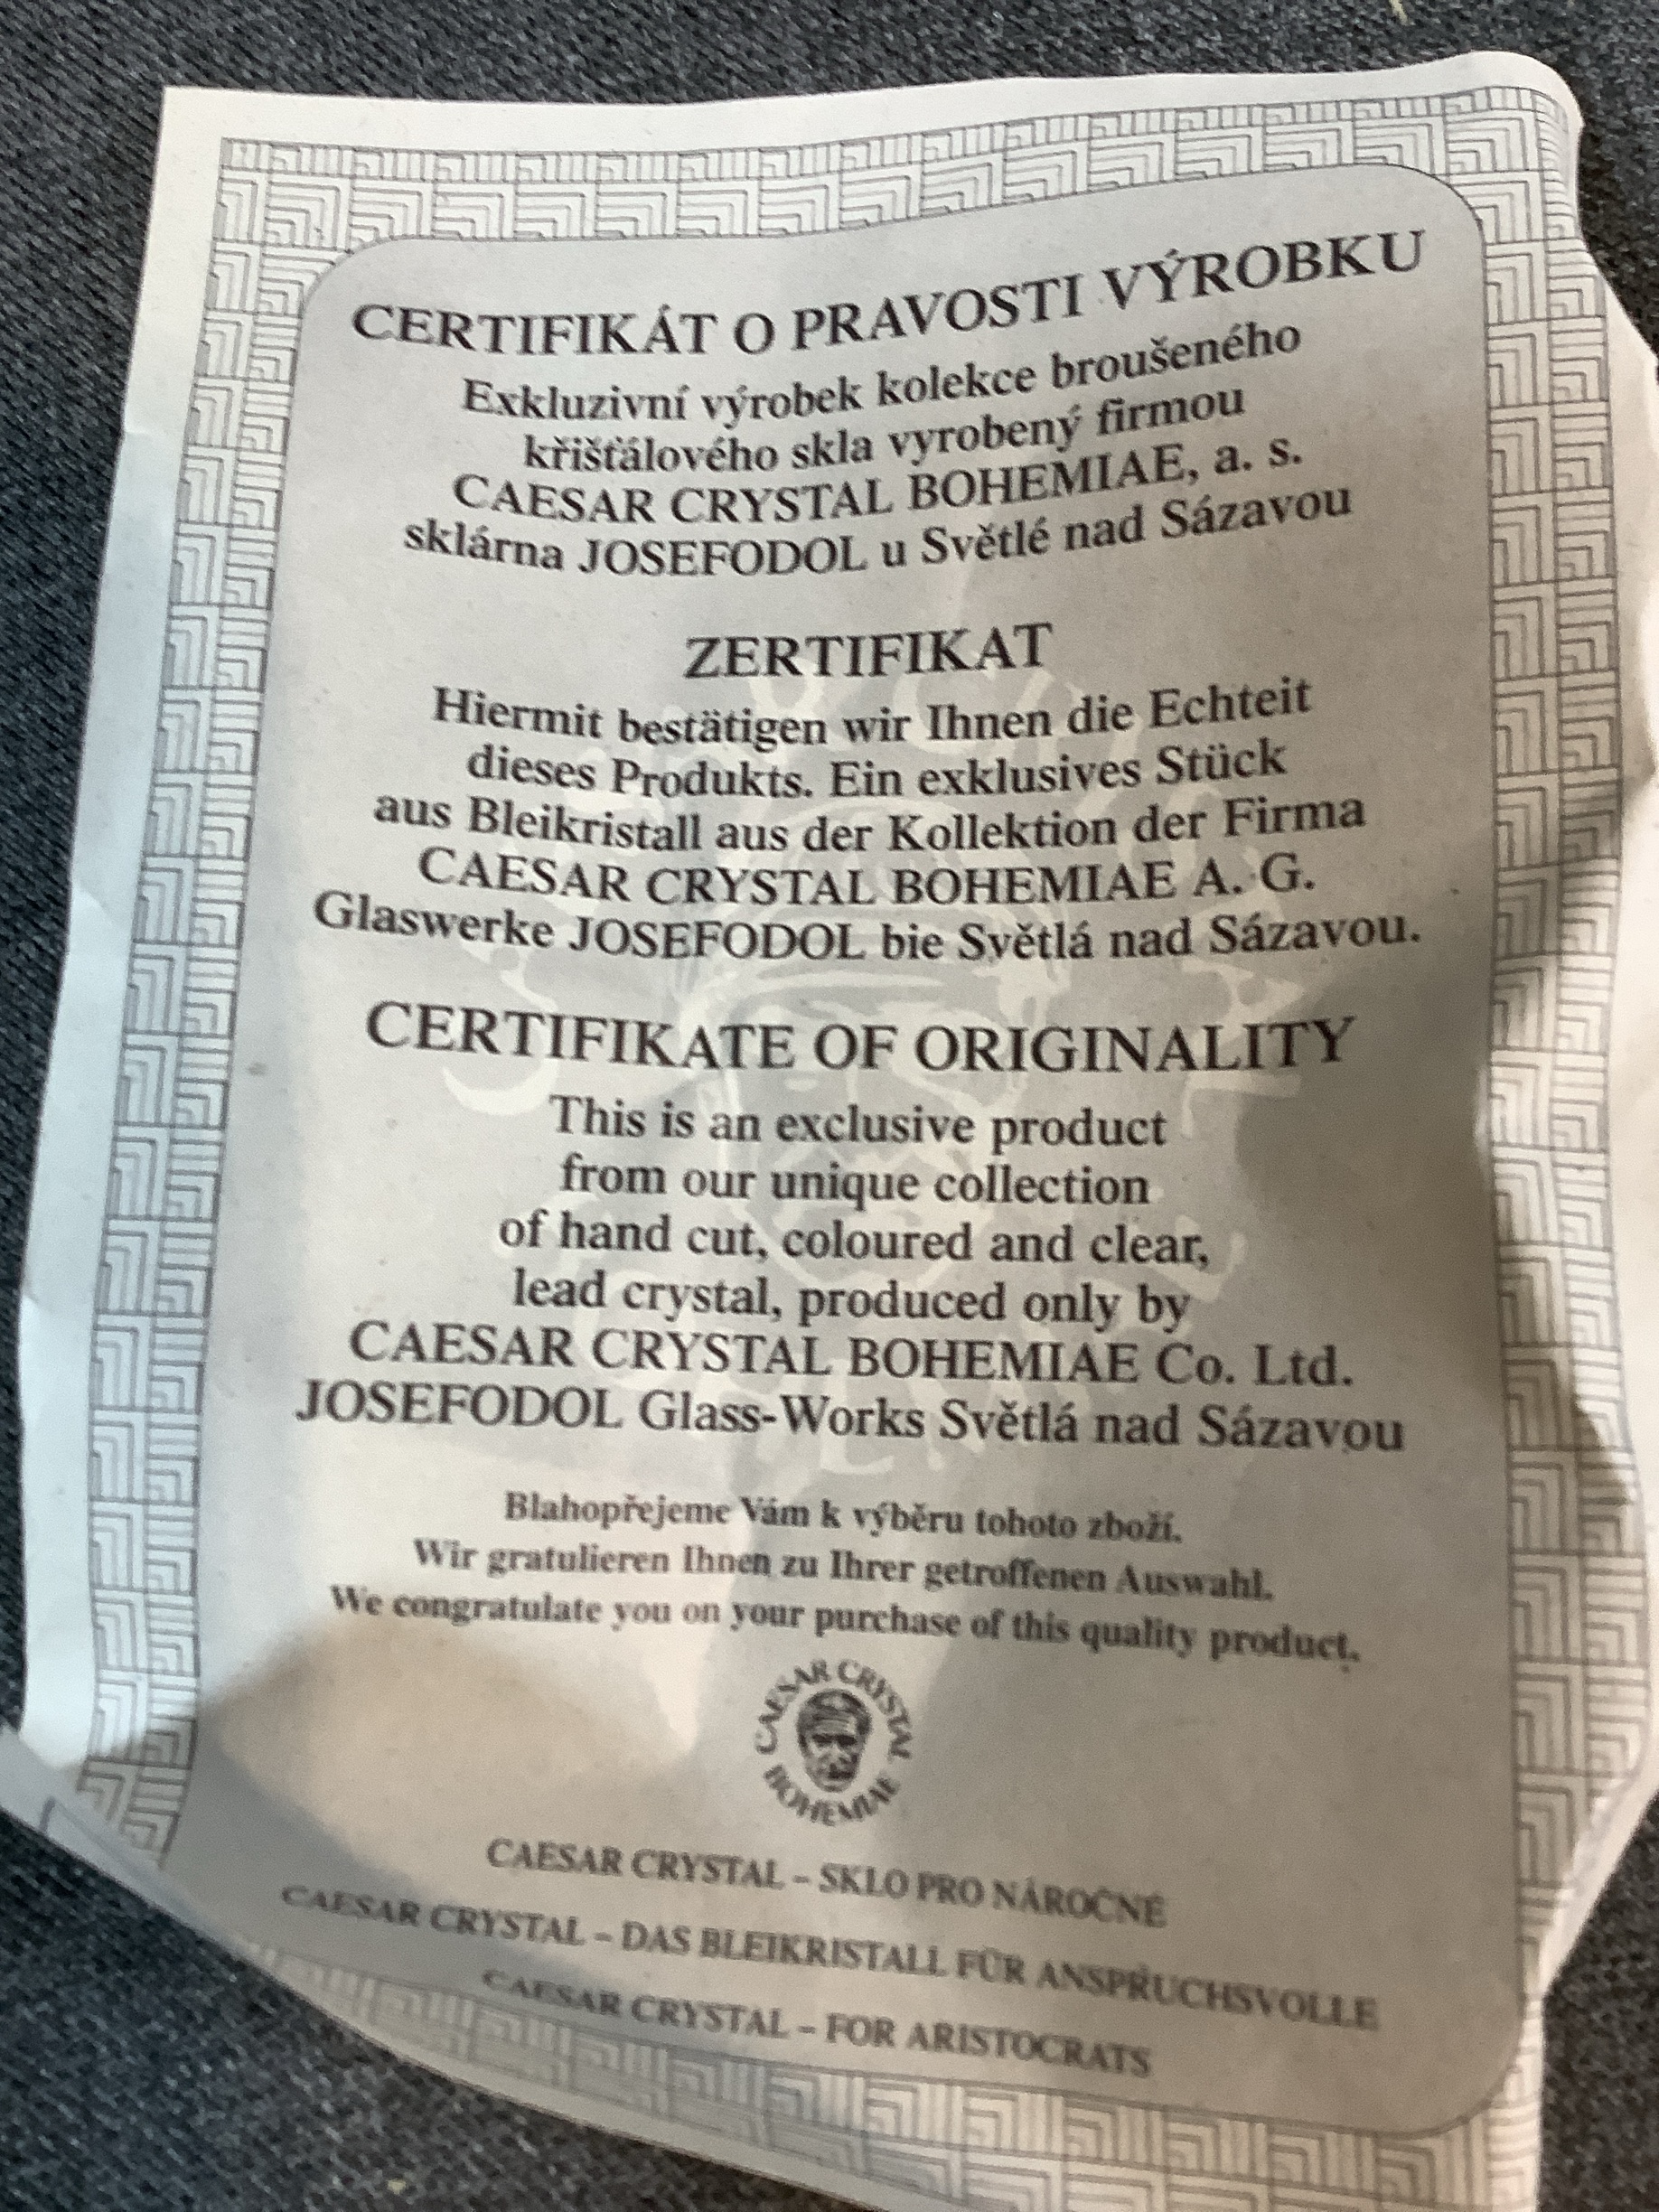 CERTIFIKÁT O PRAVOSTI VÝROBKU
Exkluzivní výrobek kolekce broušeného
křišťálového skla vyrobený firmou
CAESAR CRYSTAL BOHEMIAE, a. s.
sklárna JOSEFODOL u Světlé nad Sázavou
ZERTIFIKAT
Hiermit bestätigen wir Ihnen die Echteit
dieses Produkts. Ein exklusives Stück
aus Bleikristall aus der Kollektion der Firma
CAESAR CRYSTAL BOHEMIAE A. G.
Glaswerke JOSEFODOL bie Světlá nad Sázavou.
CERTIFIKATE OF ORIGINALITY
This is an exclusive product
from our unique collection
of hand cut, coloured and clear,
lead crystal, produced only by
CAESAR CRYSTAL BOHEMIAE Co. Ltd.
JOSEFODOL Glass-Works Světlá nad Sázavou
Blahopřejeme Vám k výběru tohoto zboží.
Wir gratulieren Ihnen zu Ihrer getroffenen Auswahl.
We congratulate you on your purchase of this quality product.
CAESAR CRYSTAL
BOHEMIAE
CAESAR CRYSTAL – SKLO PRO NÁROČNÉ
CAESAR CRYSTAL – DAS BLEIKRISTALL FÜR ANSPRUCHSVOLLE
CAESAR CRYSTAL – FOR ARISTOCRATS